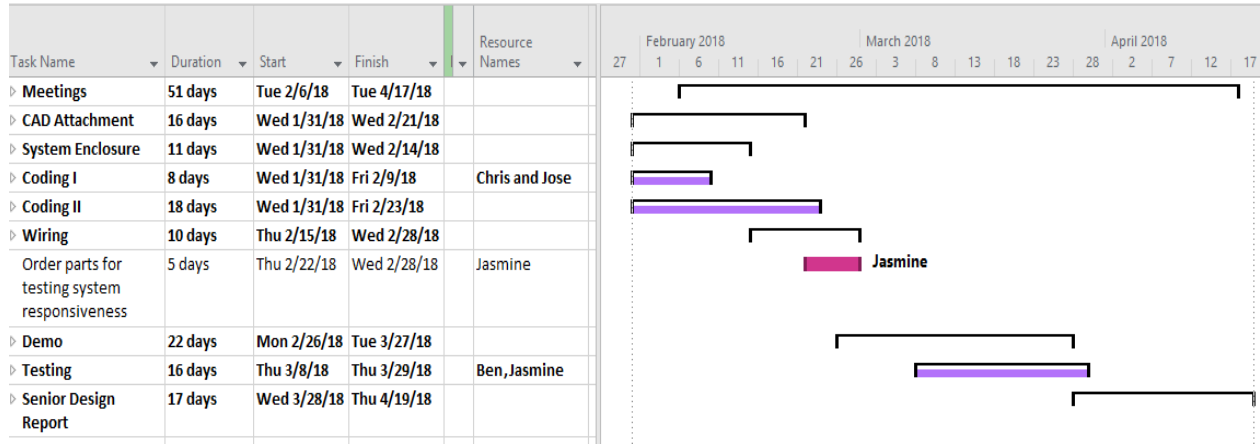 Task Name Duration Start Finish Resource Names
February 2018 March 2018 April 2018
27 1 6 11 16 21 26 3 8 13 18 23 28 2 7 12 17
Meetings 51 days Tue 2/6/18 Tue 4/17/18
CAD Attachment 16 days Wed 1/31/18 Wed 2/21/18
System Enclosure 11 days Wed 1/31/18 Wed 2/14/18
Coding I 8 days Wed 1/31/18 Fri 2/9/18 Chris and Jose
Coding II 18 days Wed 1/31/18 Fri 2/23/18
Wiring 10 days Thu 2/15/18 Wed 2/28/18
Order parts for 5 days Thu 2/22/18 Wed 2/28/18 Jasmine Jasmine
testing system
responsiveness
Demo 22 days Mon 2/26/18 Tue 3/27/18
Testing 16 days Thu 3/8/18 Thu 3/29/18 Ben,Jasmine
Senior Design 17 days Wed 3/28/18 Thu 4/19/18
Report